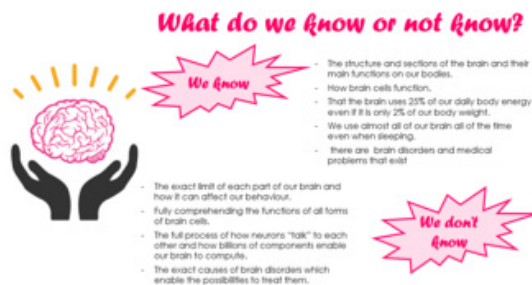 What do we know or not know?
We know
- The structure and sections of the brain and their
main functions on our bodies.
- How brain cells function.
- That the brain uses 25% of our daily body energy
even if it is only 2% of our body weight.
- We use almost all of our brain all of the time
even when sleeping.
- there are brain disorders and medical
problems that exist
- The exact limit of each part of our brain and
how it can affect our behaviour.
- Fully comprehending the functions of all forms
of brain cells.
- The full process of how neurons "talk" to each
other and how billions of components enable
our brain to compute.
- The exact causes of brain disorders which
enable the possibilities to treat them.
We don't
know